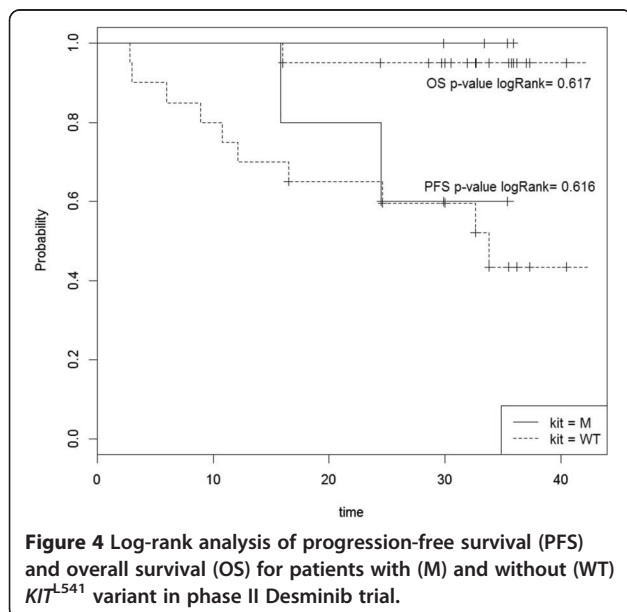 1.0
0.8
0.6
0.4
0.2
0.0
Probability
OS p-value logRank= 0.617
PFS p-value logRank= 0.616
kit = M
kit = WT
0 10 20 30 40
time
Figure 4 Log-rank analysis of progression-free survival (PFS)
and overall survival (OS) for patients with (M) and without (WT)
KIT^L541 variant in phase II Desminib trial.